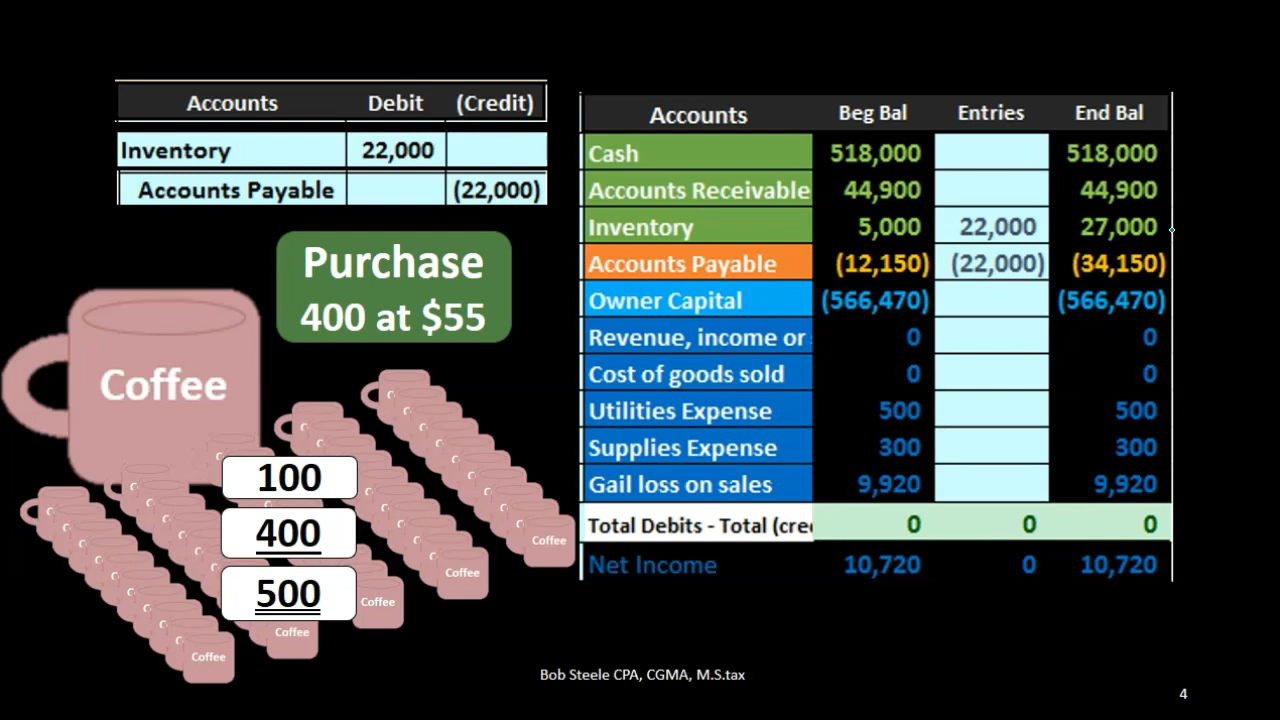 Accounts Debit (Credit)
Inventory 22,000
Accounts Payable (22,000)
Purchase
400 at $55
Coffee
100
400
500
Coffee
Coffee
Coffee
Coffee
Coffee
Accounts Beg Bal Entries End Bal
Cash 518,000 518,000
Accounts Receivable 44,900 44,900
Inventory 5,000 22,000 27,000
Accounts Payable (12,150) (22,000) (34,150)
Owner Capital (566,470) (566,470)
Revenue, income or 0 0
Cost of goods sold 0 0
Utilities Expense 500 500
Supplies Expense 300 300
Gail loss on sales 9,920 9,920
Total Debits - Total (cre 0 0 0
Net Income 10,720 0 10,720
Bob Steele CPA, CGMA, M.S.tax
4